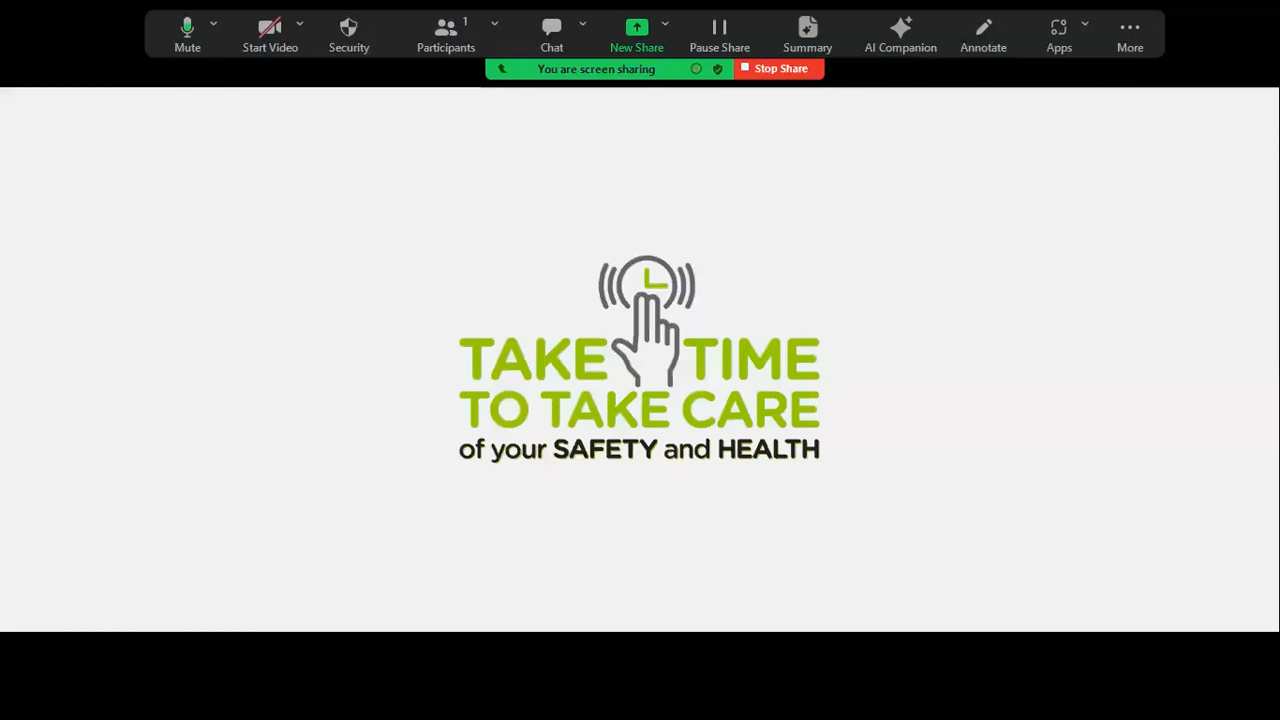 Mute
Start Video
Security
Participants
1
Chat
New Share
Pause Share
Summary
AI Companion
Annotate
Apps
More
You are screen sharing
Stop Share
TAKE TIME
TO TAKE CARE
of your SAFETY and HEALTH